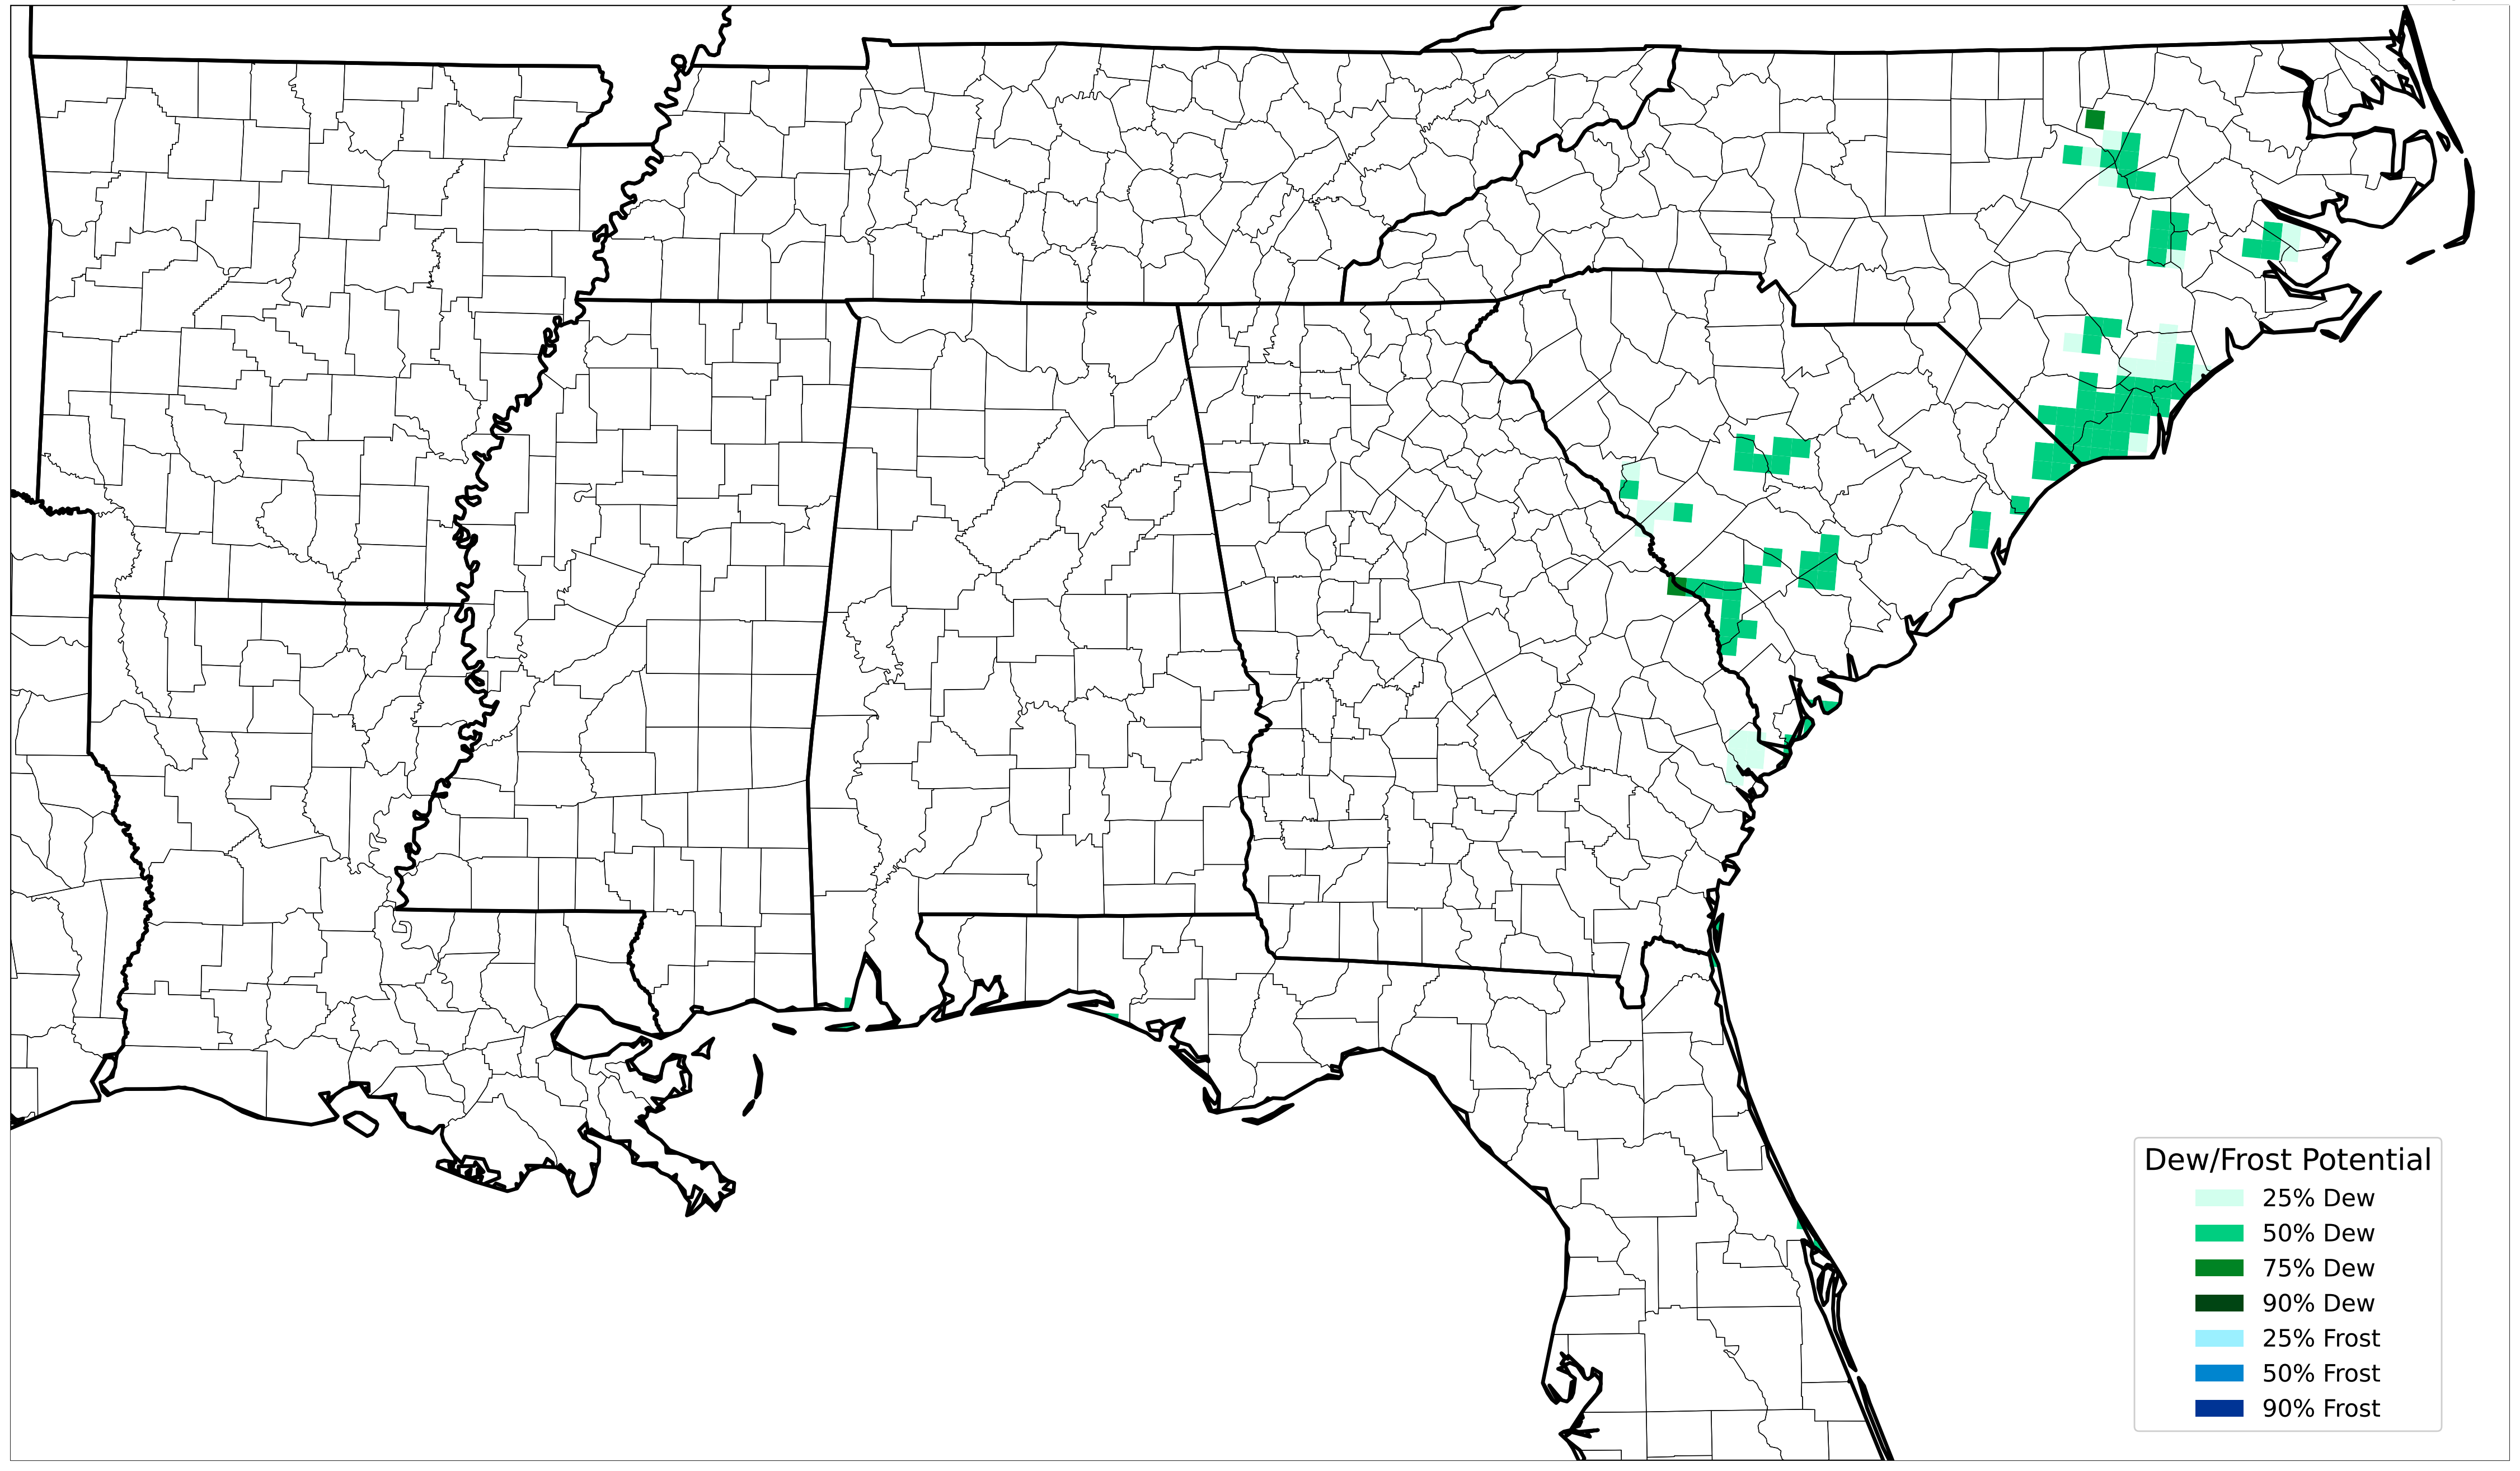 Dew/Frost Potential
25% Dew
50% Dew
75% Dew
90% Dew
25% Frost
50% Frost
90% Frost